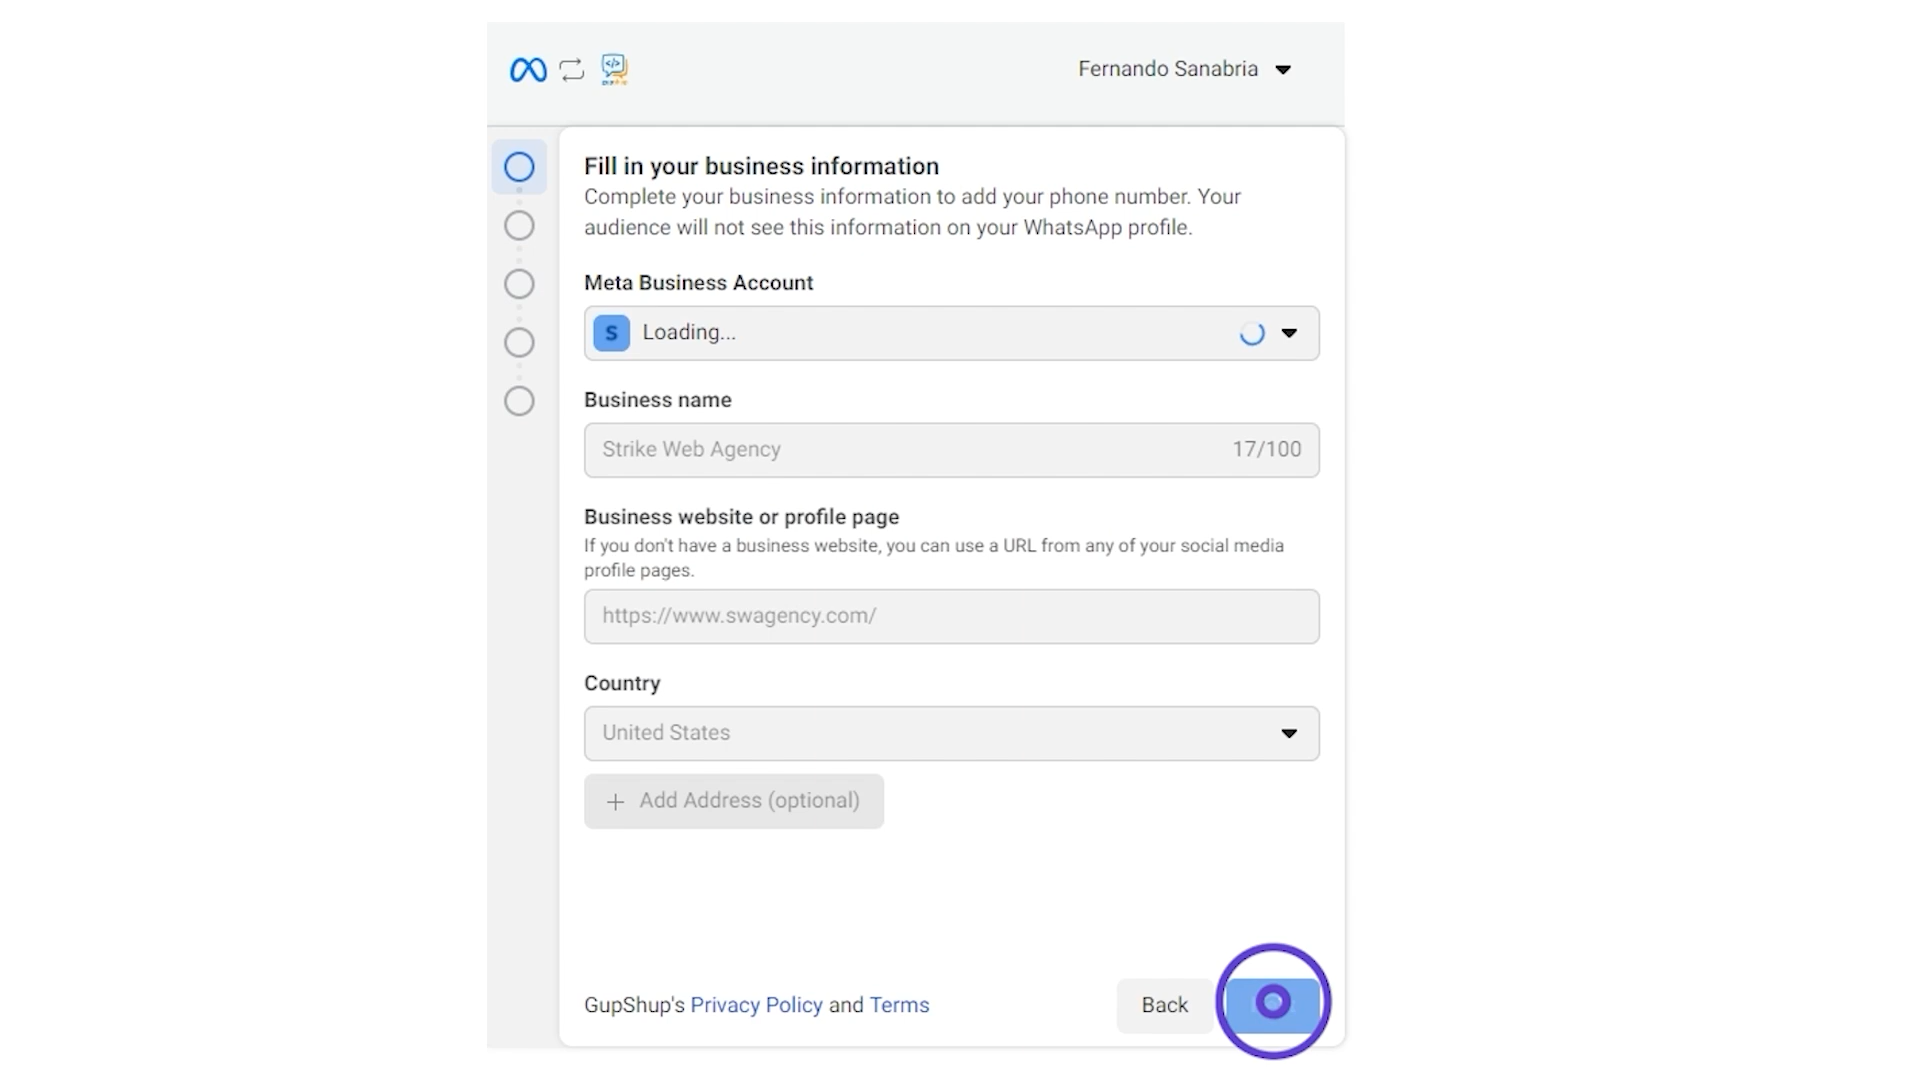 Fernando Sanabria
Fill in your business information
Complete your business information to add your phone number. Your
audience will not see this information on your WhatsApp profile.
Meta Business Account
S Loading...
Business name
Strike Web Agency 17/100
Business website or profile page
If you don't have a business website, you can use a URL from any of your social media
profile pages.
https://www.swagency.com/
Country
United States
+ Add Address (optional)
GupShup's Privacy Policy and Terms
Back